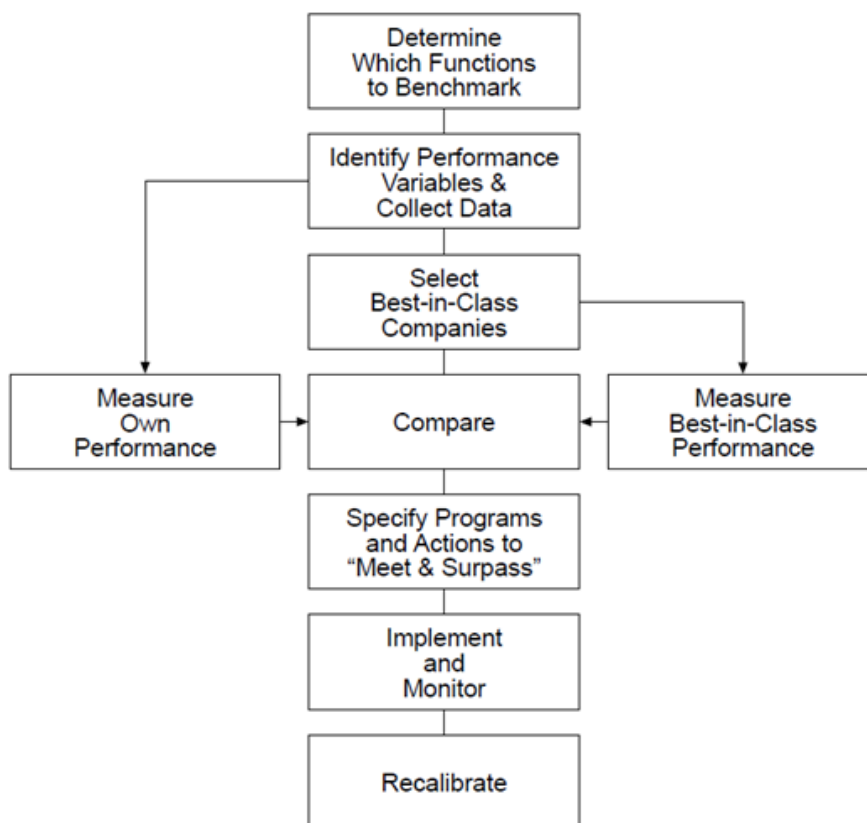 Determine
Which Functions
to Benchmark
Identify Performance
Variables &
Collect Data
Select
Best-in-Class
Companies
Measure
Own
Performance
Compare
Measure
Best-in-Class
Performance
Specify Programs
and Actions to
“Meet & Surpass”
Implement
and
Monitor
Recalibrate